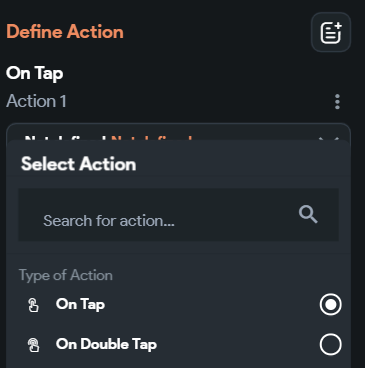 Define Action
On Tap
Action 1
Select Action
Search for action...
Type of Action
On Tap
On Double Tap